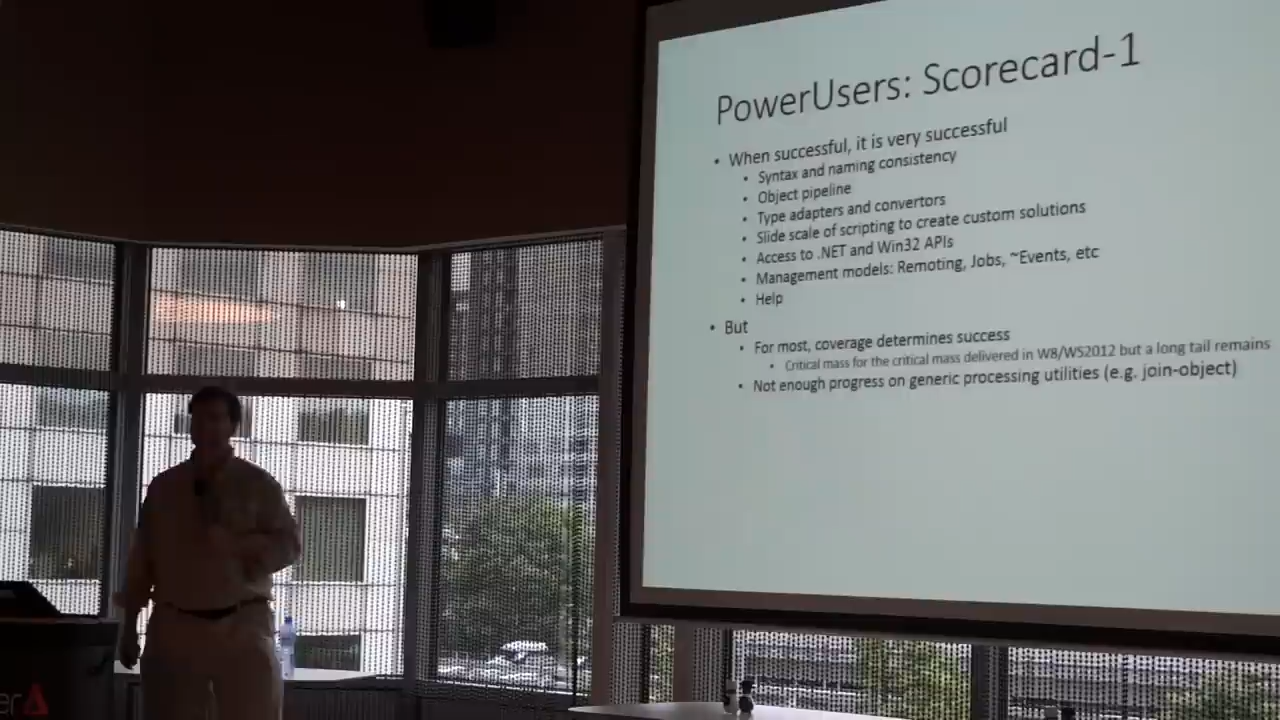 PowerUsers: Scorecard-1
• When successful, it is very successful
• Syntax and naming consistency
• Object pipeline
• Type adapters and convertors
• Slide scale of scripting to create custom solutions
• Access to .NET and Win32 APIs
• Management models: Remoting, Jobs, ~Events, etc
• Help
• But
• For most, coverage determines success
• Critical mass for the critical mass delivered in W8/WS2012 but a long tail remains
• Not enough progress on generic processing utilities (e.g. join-object)
er